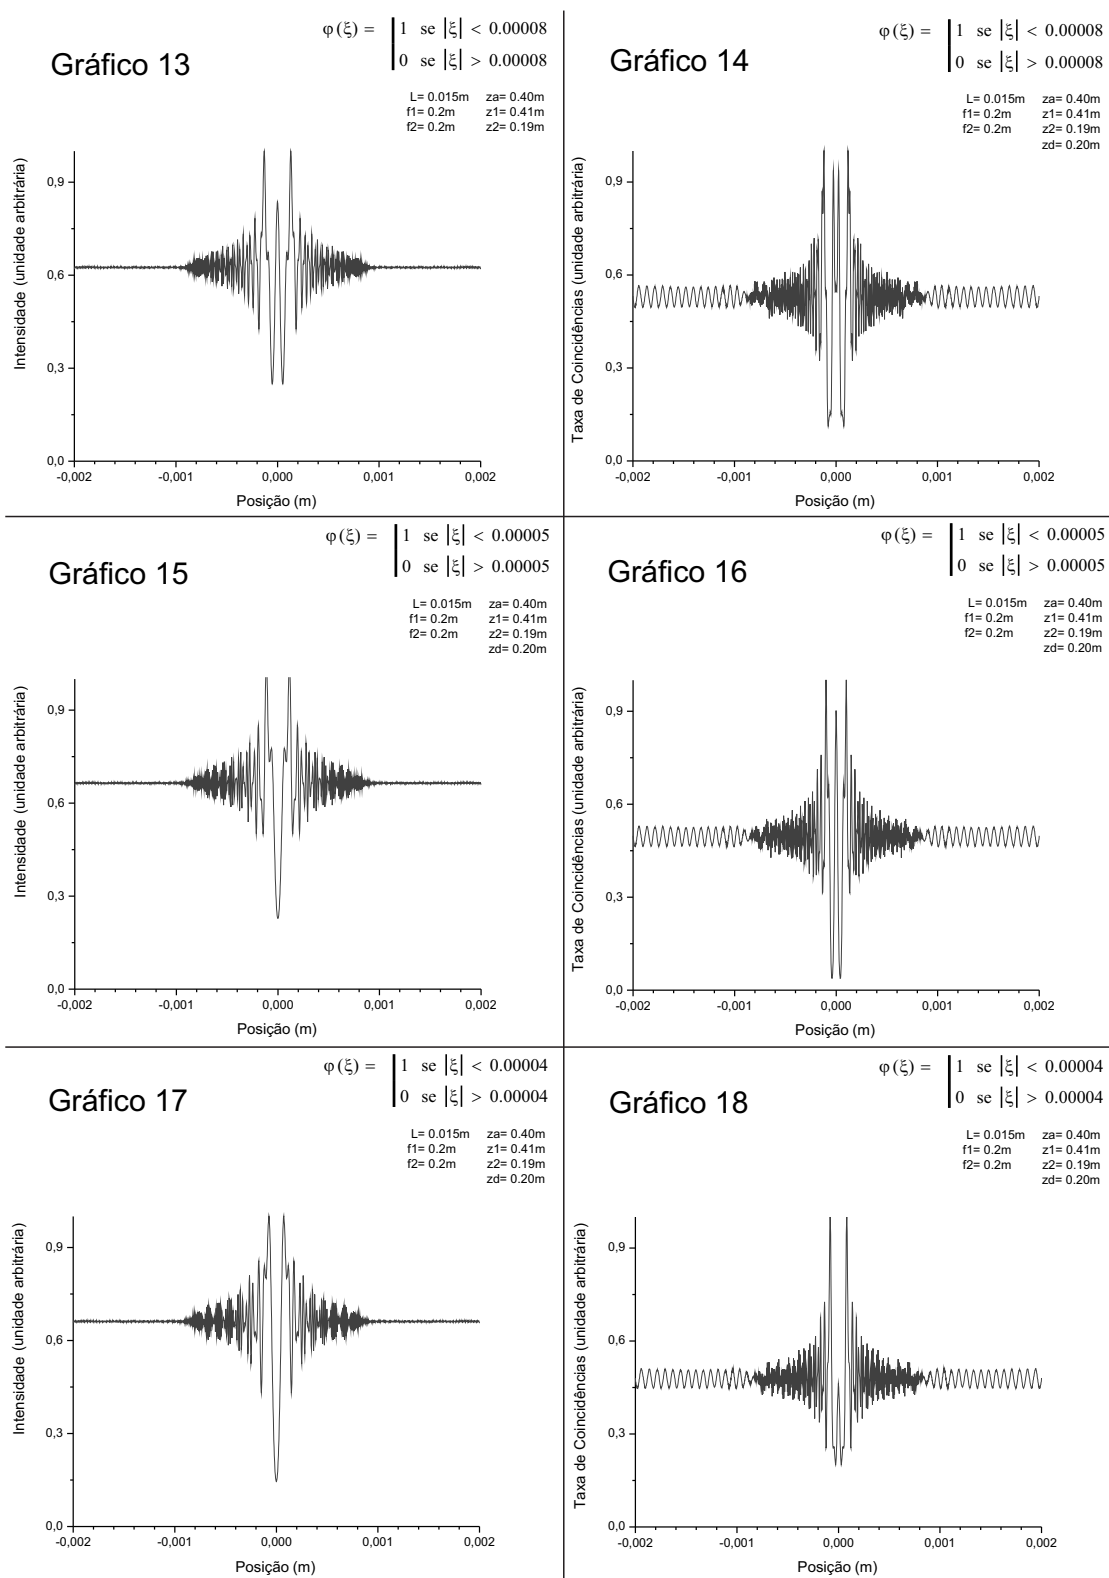 Gráfico 13
φ(ξ) = 1 se |ξ| < 0.00008
0 se |ξ| > 0.00008
L= 0.015m za= 0.40m
f1= 0.2m z1= 0.41m
f2= 0.2m z2= 0.19m
Intensidade (unidade arbitrária)
0,9
0,6
0,3
0,0
-0,002 -0,001 0,000 0,001 0,002
Posição (m)
Gráfico 14
φ(ξ) = 1 se |ξ| < 0.00008
0 se |ξ| > 0.00008
L= 0.015m za= 0.40m
f1= 0.2m z1= 0.41m
f2= 0.2m z2= 0.19m
zd= 0.20m
Taxa de Coincidências (unidade arbitrária)
0,9
0,6
0,3
0,0
-0,002 -0,001 0,000 0,001 0,002
Posição (m)
Gráfico 15
φ(ξ) = 1 se |ξ| < 0.00005
0 se |ξ| > 0.00005
L= 0.015m za= 0.40m
f1= 0.2m z1= 0.41m
f2= 0.2m z2= 0.19m
zd= 0.20m
Intensidade (unidade arbitrária)
0,9
0,6
0,3
0,0
-0,002 -0,001 0,000 0,001 0,002
Posição (m)
Gráfico 16
φ(ξ) = 1 se |ξ| < 0.00005
0 se |ξ| > 0.00005
L= 0.015m za= 0.40m
f1= 0.2m z1= 0.41m
f2= 0.2m z2= 0.19m
zd= 0.20m
Taxa de Coincidências (unidade arbitrária)
0,9
0,6
0,3
0,0
-0,002 -0,001 0,000 0,001 0,002
Posição (m)
Gráfico 17
φ(ξ) = 1 se |ξ| < 0.00004
0 se |ξ| > 0.00004
L= 0.015m za= 0.40m
f1= 0.2m z1= 0.41m
f2= 0.2m z2= 0.19m
zd= 0.20m
Intensidade (unidade arbitrária)
0,9
0,6
0,3
0,0
-0,002 -0,001 0,000 0,001 0,002
Posição (m)
Gráfico 18
φ(ξ) = 1 se |ξ| < 0.00004
0 se |ξ| > 0.00004
L= 0.015m za= 0.40m
f1= 0.2m z1= 0.41m
f2= 0.2m z2= 0.19m
zd= 0.20m
Taxa de Coincidências (unidade arbitrária)
0,9
0,6
0,3
0,0
-0,002 -0,001 0,000 0,001 0,002
Posição (m)